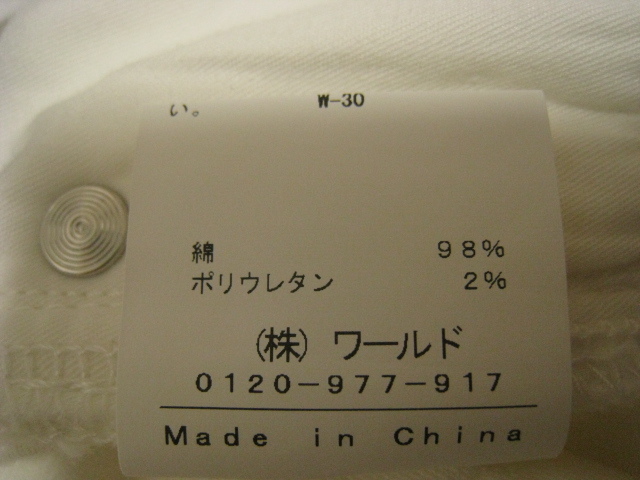 い。 W-30
綿 98%
ポリウレタン 2%
(株) ワールド
0120-977-917
Made in China